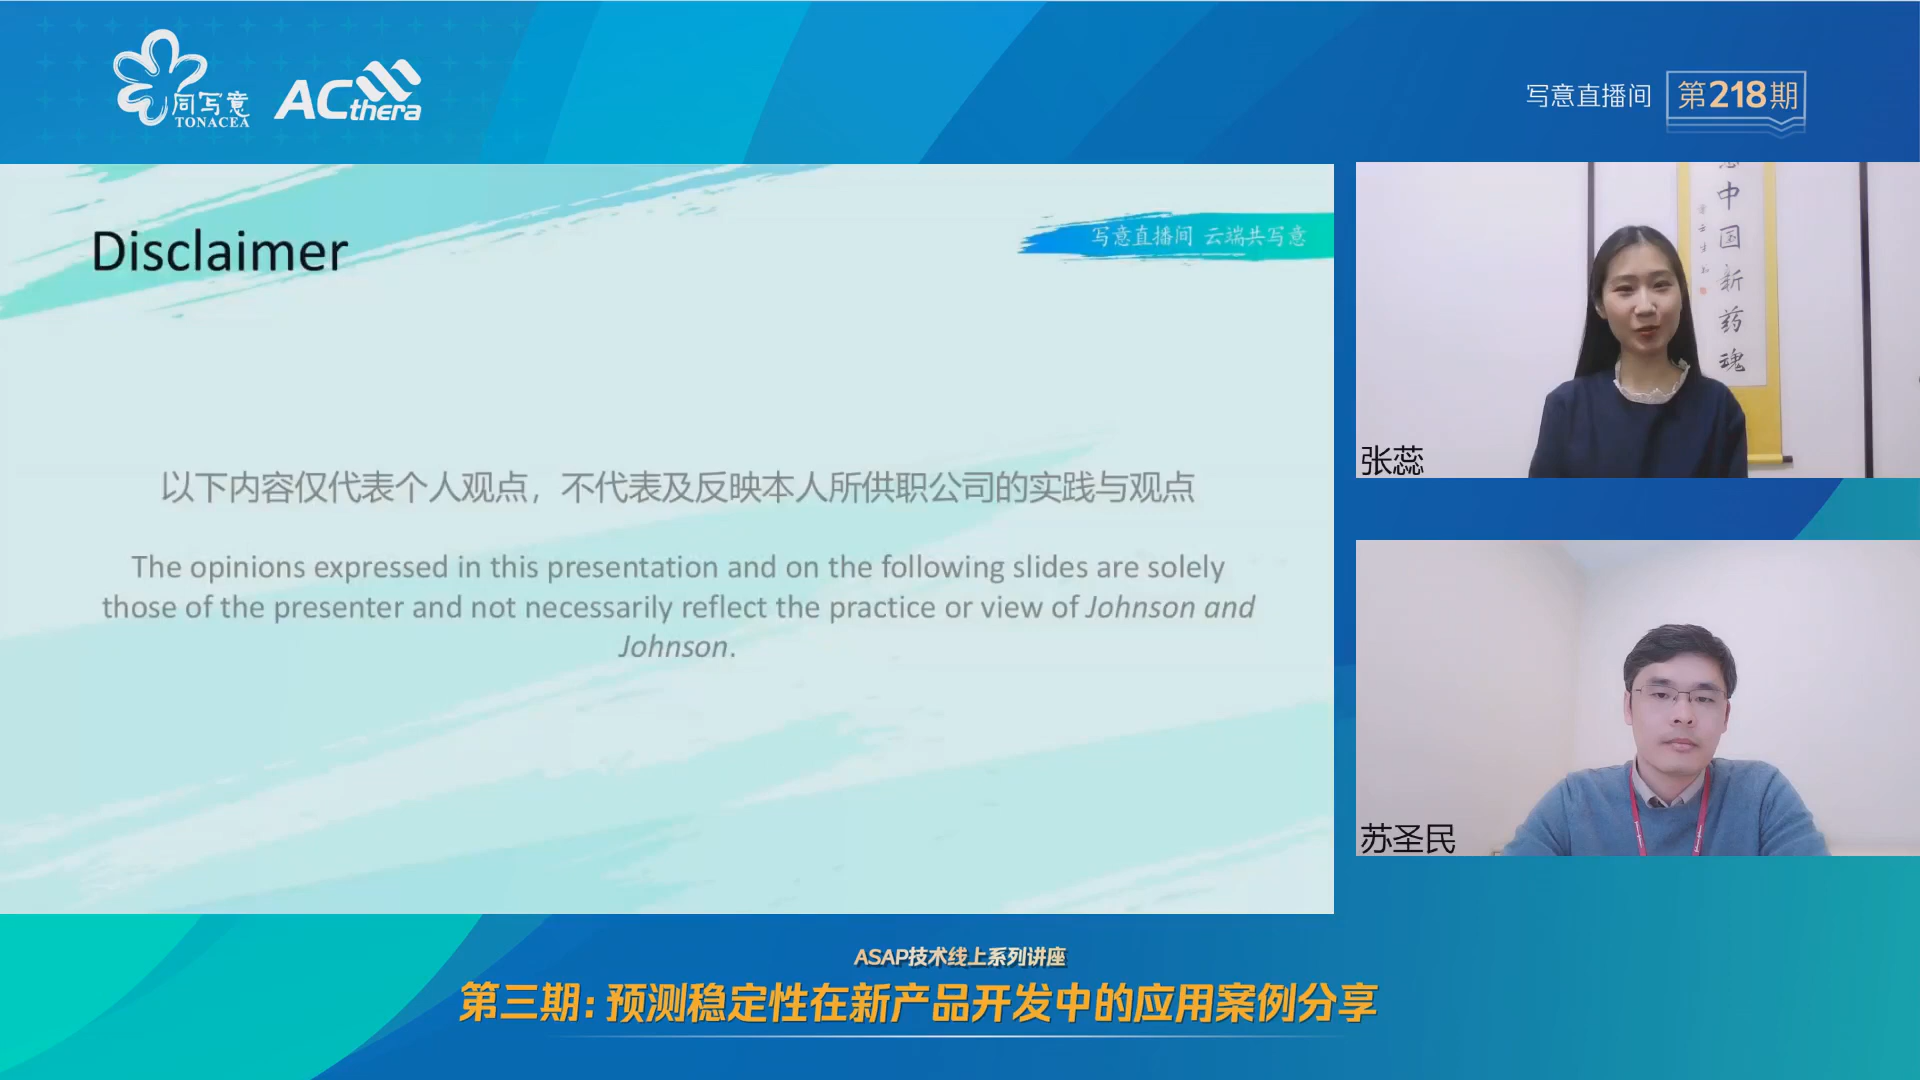 同写意
TONACEA
ACthera
写意直播间
第218期
Disclaimer
写意直播间 云端共写意
以下内容仅代表个人观点，不代表及反映本人所供职公司的实践与观点
The opinions expressed in this presentation and on the following slides are solely
those of the presenter and not necessarily reflect the practice or view of Johnson and
Johnson.
中国新药魂
张蕊
苏圣民
ASAP技术线上系列讲座
第三期：预测稳定性在新产品开发中的应用案例分享